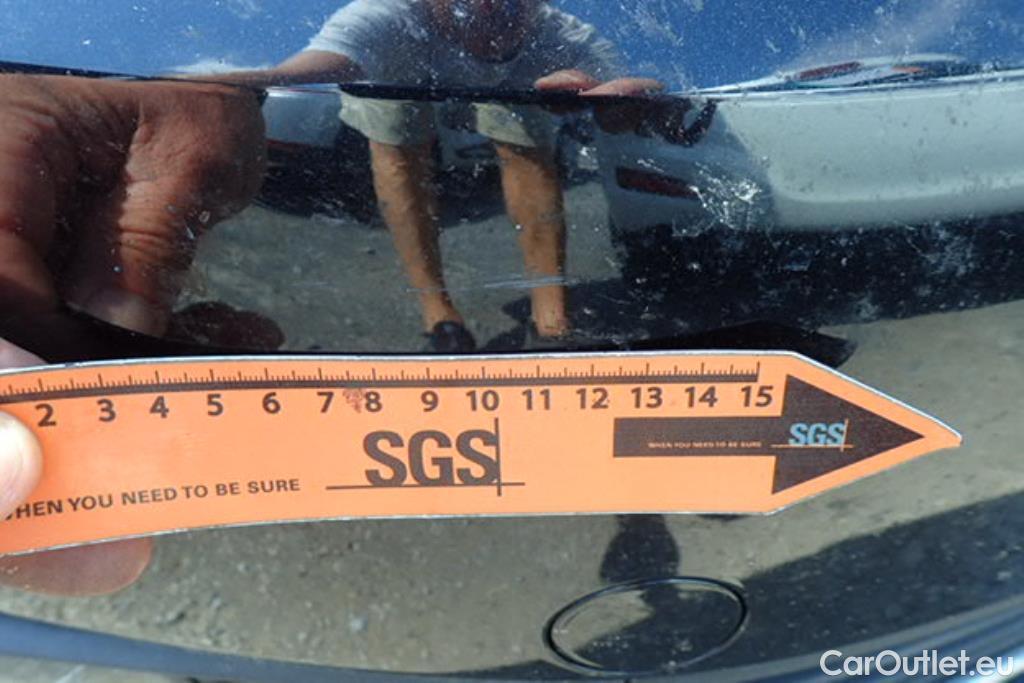 2 3 4 5 6 7 8 9 10 11 12 13 14 15
SGS
WHEN YOU NEED TO BE SURE
WHEN YOU NEED TO BE SURE
SGS
CarOutlet.eu